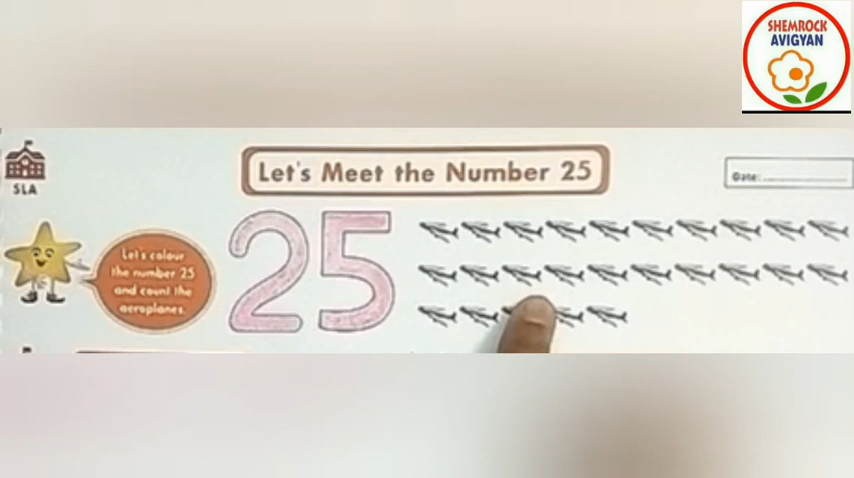 SHEMROCK
AVIGYAN
SLA
Let's Meet the Number 25
Date:
Let's colour
the number 25
and count the
aeroplanes.
25